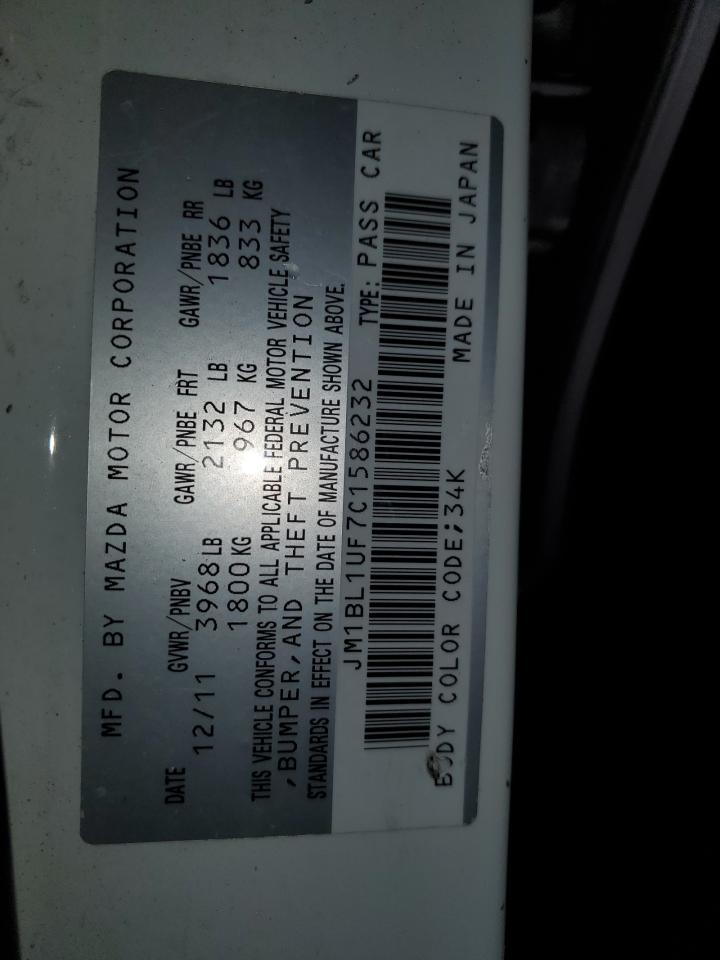 MFD. BY MAZDA MOTOR CORPORATION
DATE GVWR/PNBV GAWR/PNBE FRT GAWR/PNBE RR
12/11 3968 LB 2132 LB 1836 LB
1800 KG 967 KG 833 KG
THIS VEHICLE CONFORMS TO ALL APPLICABLE FEDERAL MOTOR VEHICLE SAFETY
,BUMPER,AND THEFT PREVENTION
STANDARDS IN EFFECT ON THE DATE OF MANUFACTURE SHOWN ABOVE.
JM1BL1UF7C1586232 TYPE: PASS CAR
BODY COLOR CODE;34K MADE IN JAPAN